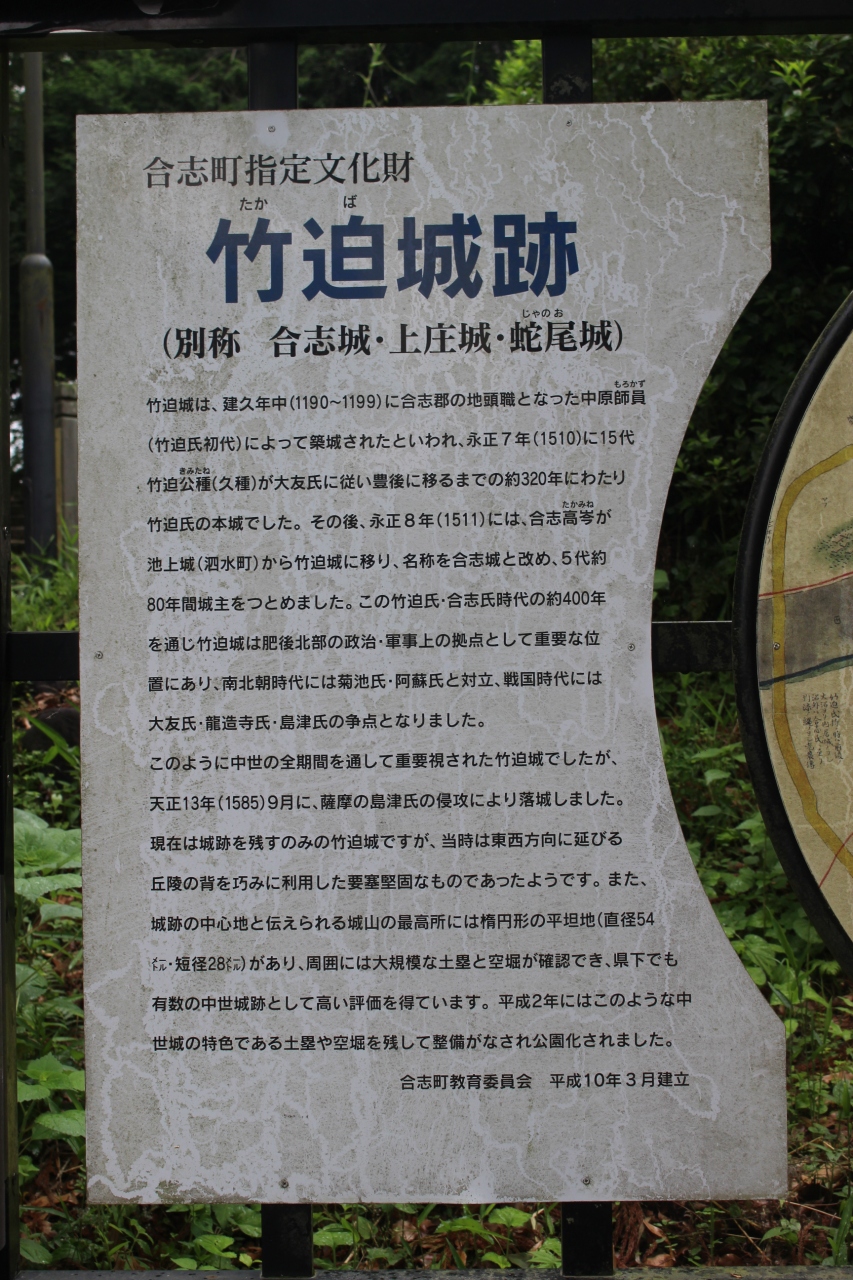 合志町指定文化財
たか ば
竹迫城跡
じゃのお
(別称 合志城・上庄城・蛇尾城)
もろかず
竹迫城は、建久年中(1190~1199)に合志郡の地頭職となった中原師員
(竹迫氏初代)によって築城されたといわれ、永正7年(1510)に15代
きみたね
竹迫公種(久種)が大友氏に従い豊後に移るまでの約320年にわたり
たかみね
竹迫氏の本城でした。その後、永正8年(1511)には、合志高岑が
池上城(泗水町)から竹迫城に移り、名称を合志城と改め、5代約
80年間城主をつとめました。この竹迫氏・合志氏時代の約400年
を通じ竹迫城は肥後北部の政治・軍事上の拠点として重要な位
置にあり、南北朝時代には菊池氏・阿蘇氏と対立、戦国時代には
大友氏・龍造寺氏・島津氏の争点となりました。
このように中世の全期間を通して重要視された竹迫城でしたが、
天正13年(1585)9月に、薩摩の島津氏の侵攻により落城しました。
現在は城跡を残すのみの竹迫城ですが、当時は東西方向に延びる
丘陵の背を巧みに利用した要塞堅固なものであったようです。また、
城跡の中心地と伝えられる城山の最高所には楕円形の平坦地(直径54
㍍・短径28㍍)があり、周囲には大規模な土塁と空堀が確認でき、県下でも
有数の中世城跡として高い評価を得ています。平成2年にはこのような中
世城の特色である土塁や空堀を残して整備がなされ公園化されました。
合志町教育委員会 平成10年3月建立